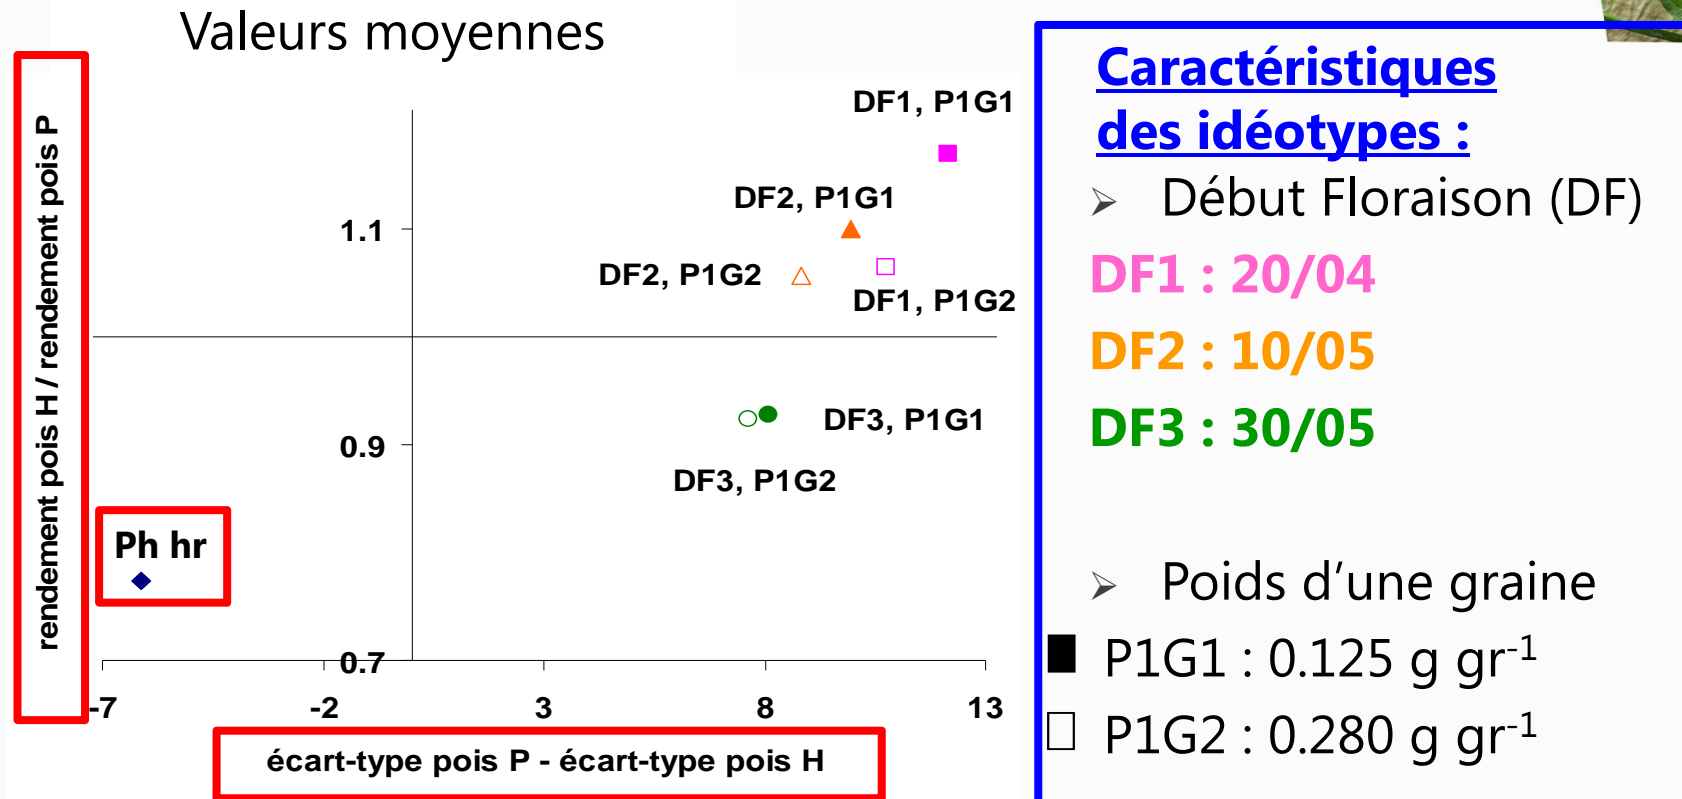 Valeurs moyennes
rendement pois H / rendement pois P
DF1, P1G1
DF2, P1G1
1.1
DF2, P1G2
DF1, P1G2
DF3, P1G1
0.9
DF3, P1G2
Ph hr
0.7
-7
-2
3
8
13
écart-type pois P - écart-type pois H
Caractéristiques
des idéotypes :
➢ Début Floraison (DF)
DF1 : 20/04
DF2 : 10/05
DF3 : 30/05
➢ Poids d’une graine
P1G1 : 0.125 g gr⁻¹
P1G2 : 0.280 g gr⁻¹